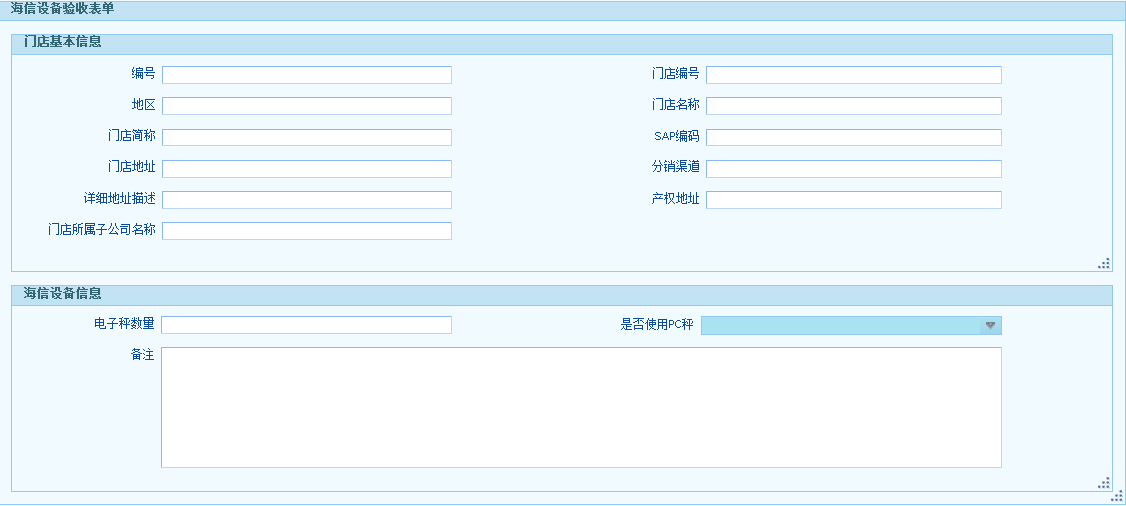 海信设备验收表单
门店基本信息
编号 门店编号
地区 门店名称
门店简称 SAP编码
门店地址 分销渠道
详细地址描述 产权地址
门店所属子公司名称
海信设备信息
电子秤数量 是否使用PC秤
备注